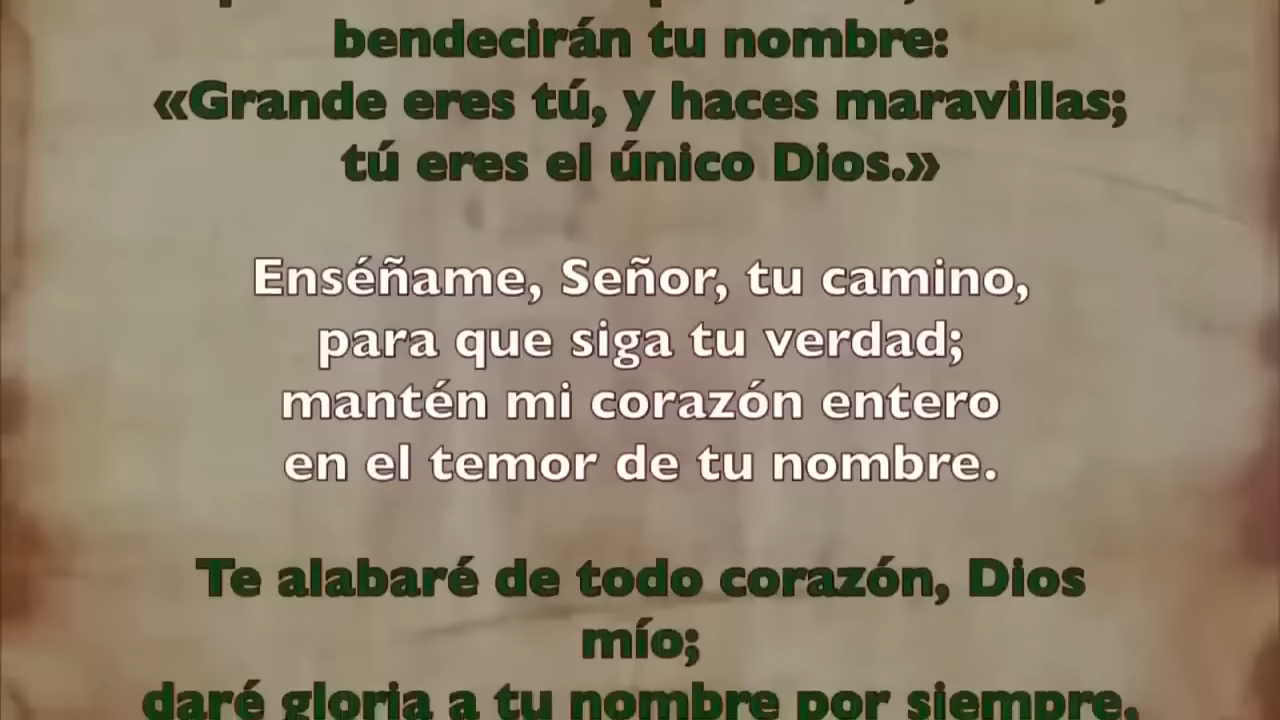 bendecirán tu nombre:
«Grande eres tú, y haces maravillas;
tú eres el único Dios.»
Enséñame, Señor, tu camino,
para que siga tu verdad;
mantén mi corazón entero
en el temor de tu nombre.
Te alabaré de todo corazón, Dios
mío;
daré gloria a tu nombre por siempre.